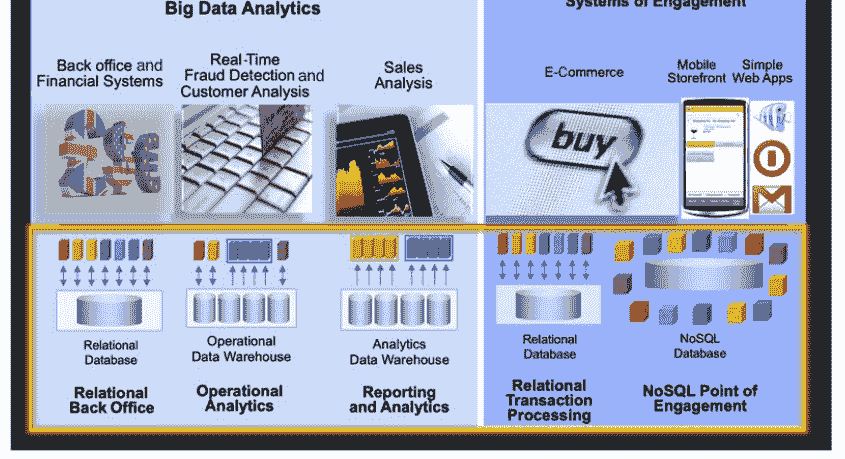 Big Data Analytics
Systems of Engagement
Back office and
Financial Systems
Real-Time
Fraud Detection and
Customer Analysis
Sales
Analysis
E-Commerce
Mobile
Storefront
Simple
Web Apps
buy
Relational
Database
Operational
Data Warehouse
Analytics
Data Warehouse
Relational
Database
NoSQL
Database
Relational
Back Office
Operational
Analytics
Reporting
and Analytics
Relational
Transaction
Processing
NoSQL Point of
Engagement